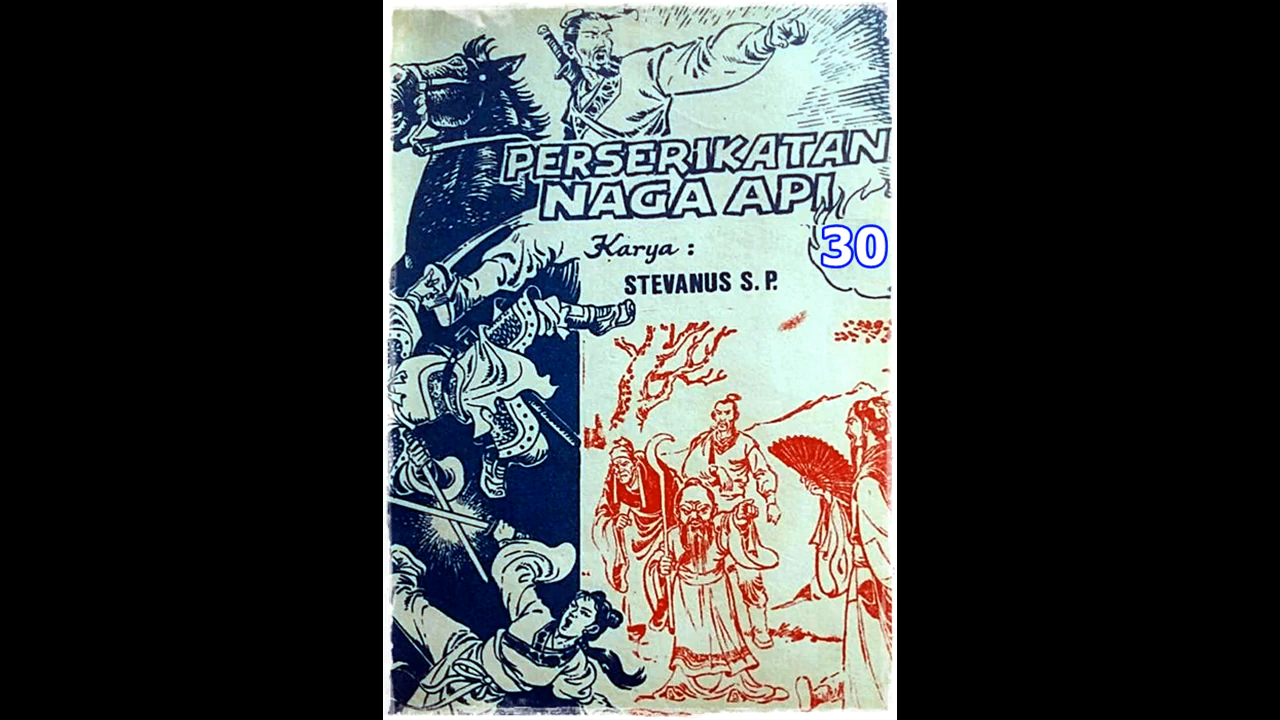 PERSERIKATAN
NAGA API
30
Karya :
STEVANUS S. P.